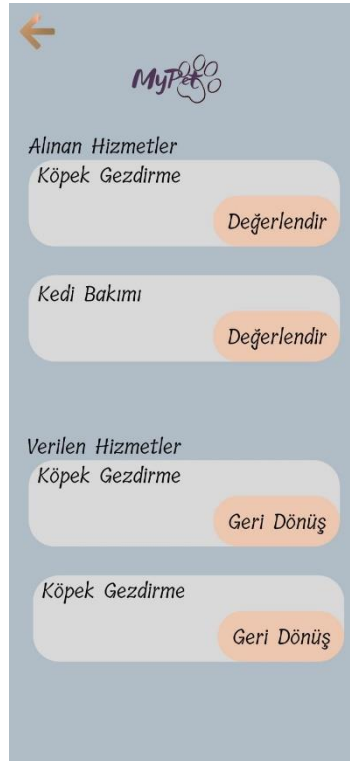 MyPet
Alınan Hizmetler
Köpek Gezdirme
Değerlendir
Kedi Bakımı
Değerlendir
Verilen Hizmetler
Köpek Gezdirme
Geri Dönüş
Köpek Gezdirme
Geri Dönüş